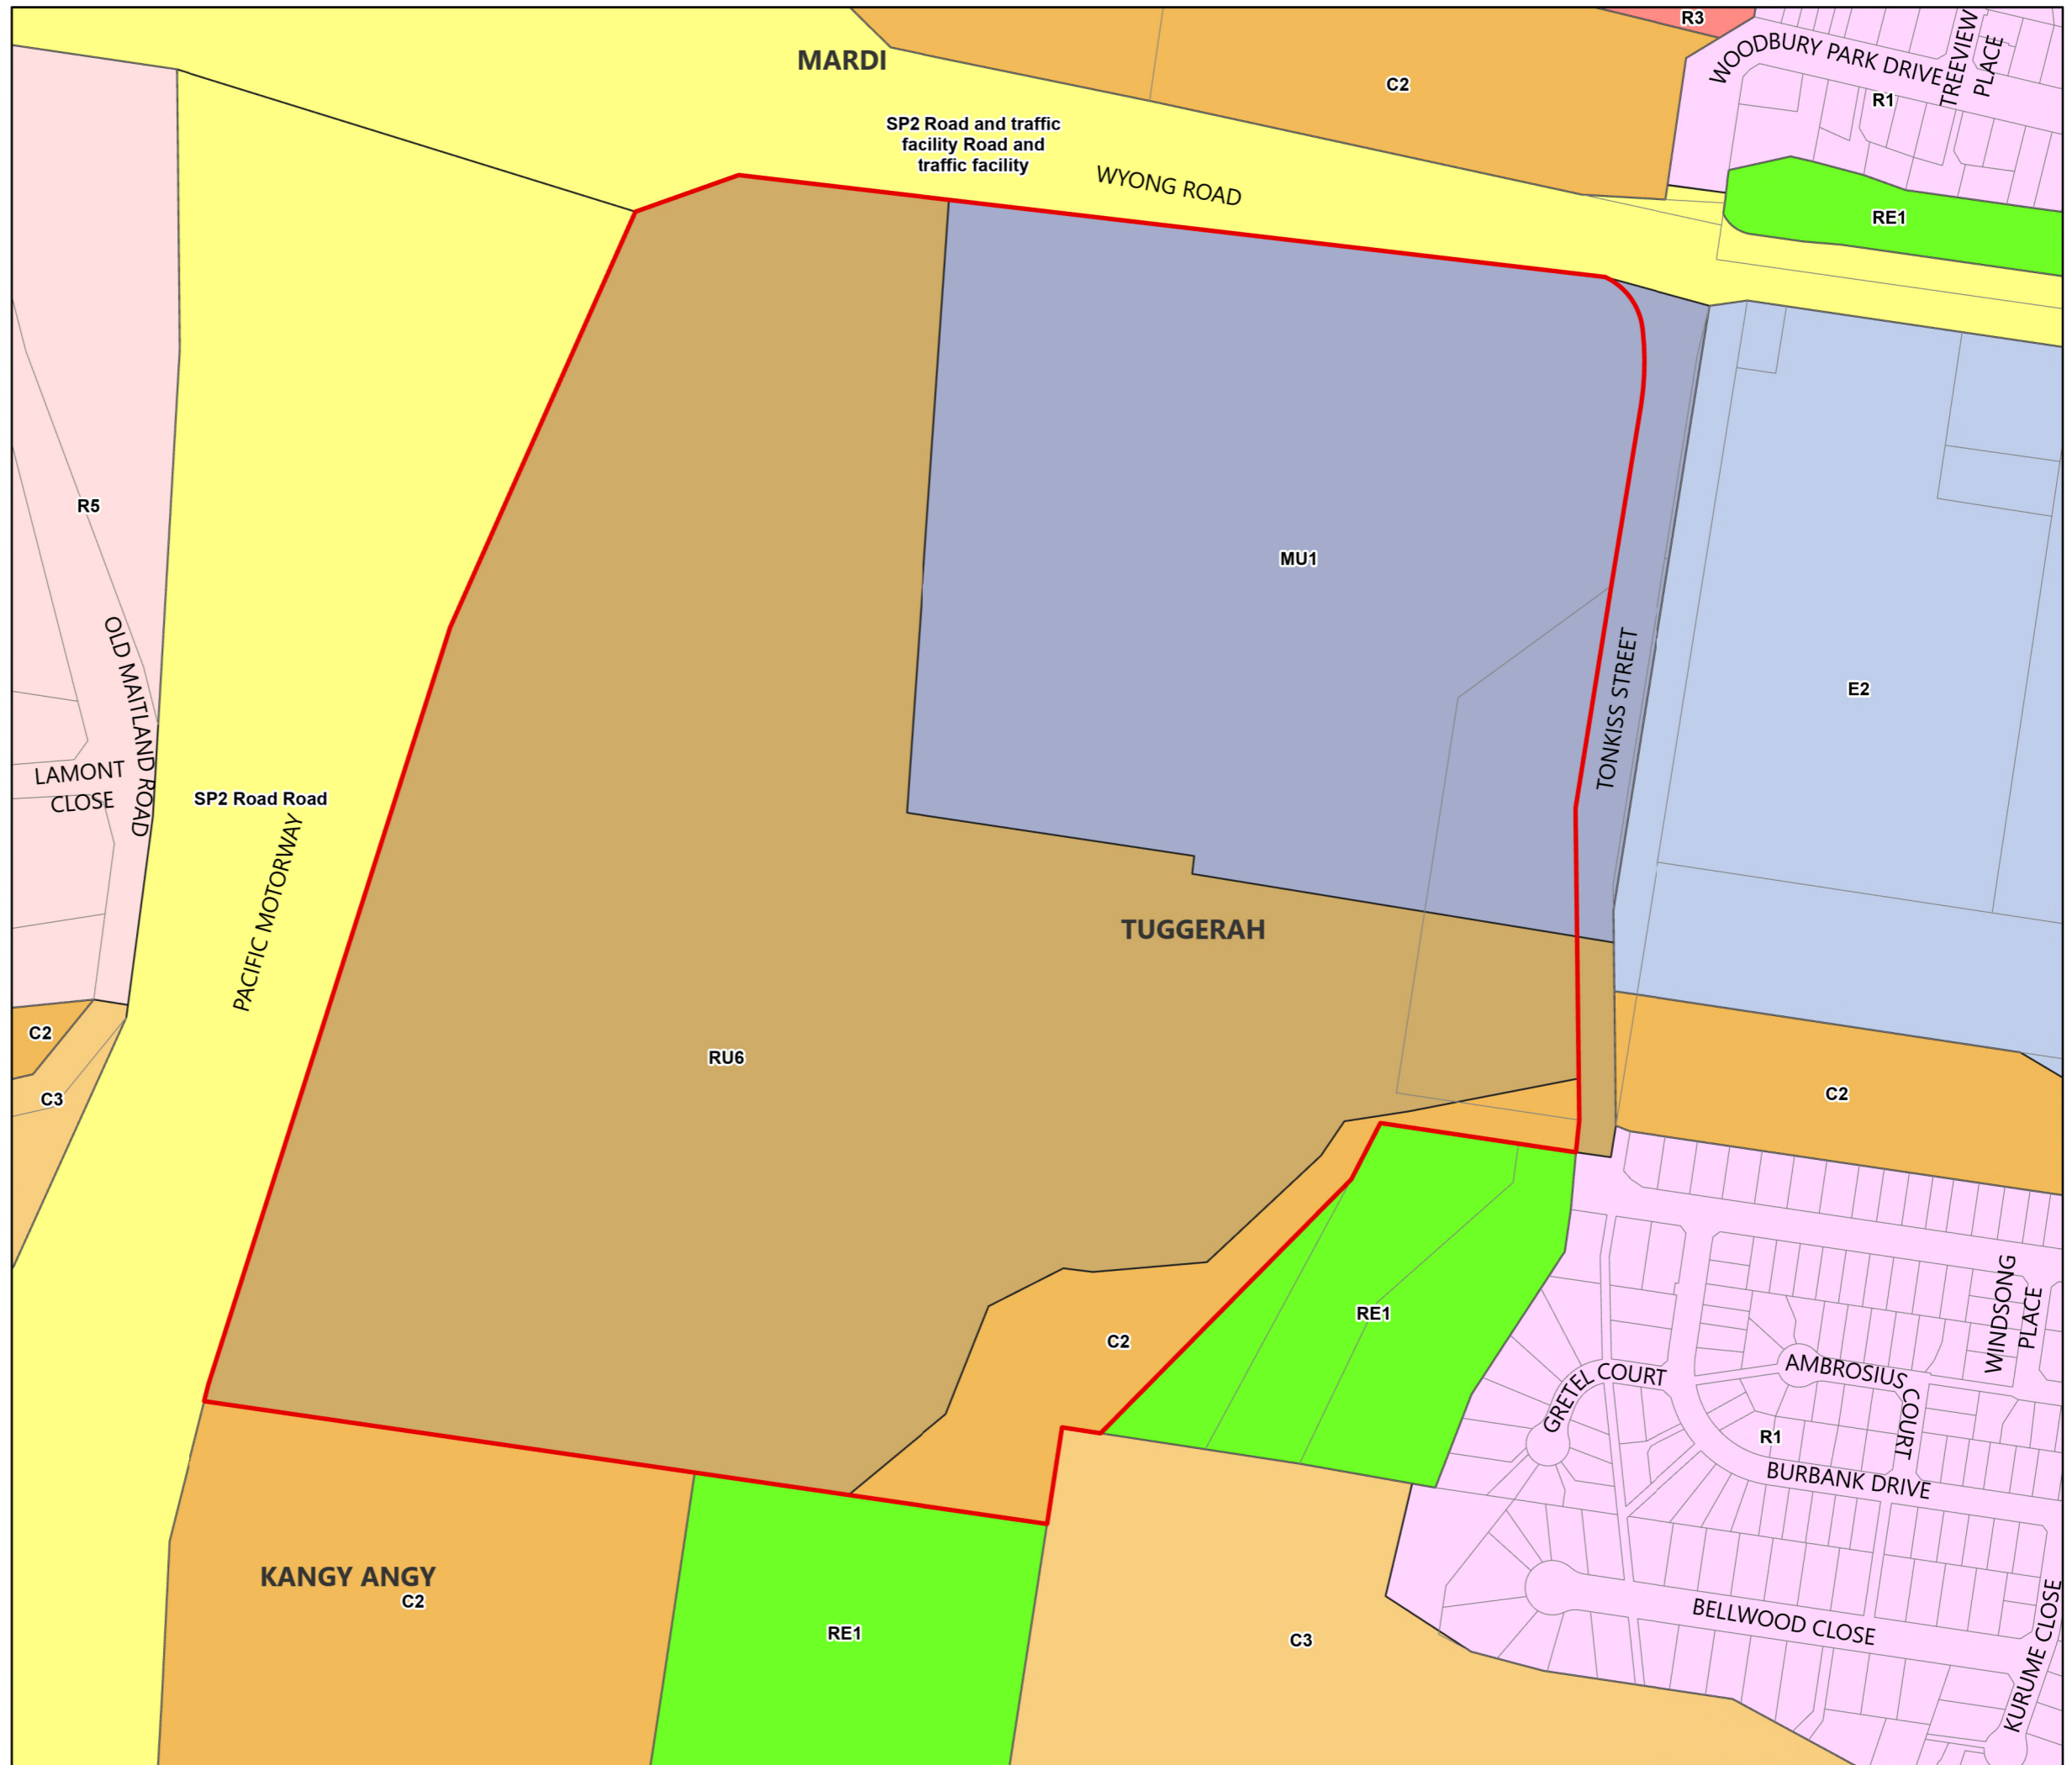 R3
MARDI
WOODBURY PARK DRIVE
TREEVIEW
PLACE
C2
R1
SP2 Road and traffic
facility Road and
traffic facility
WYONG ROAD
RE1
R5
MU1
OLD MAITLAND ROAD
TONKISS STREET
E2
LAMONT
CLOSE
SP2 Road Road
PACIFIC MOTORWAY
TUGGERAH
C2
RU6
C3
C2
RE1
C2
WINDSONG
PLACE
GRETEL COURT
AMBROSIUS
COURT
R1
BURBANK DRIVE
KANGY ANGY
C2
RE1
C3
BELLWOOD CLOSE
KURUME CLOSE